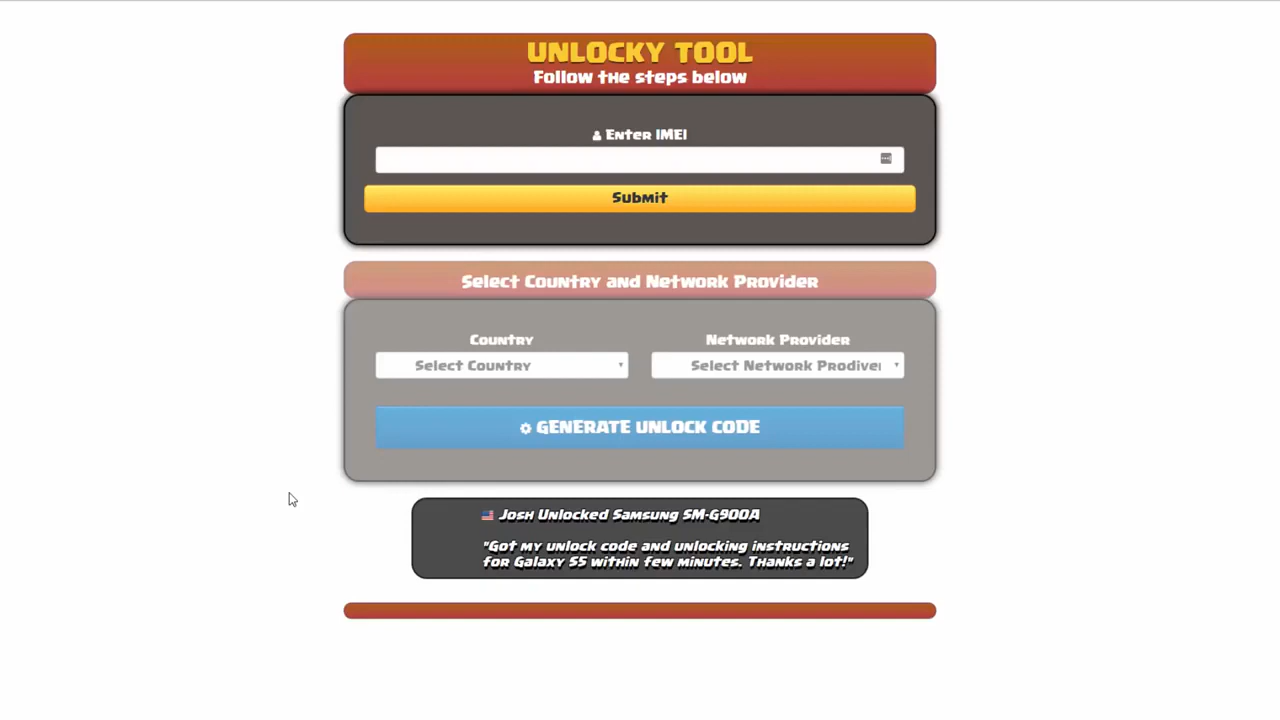 UNLOCKY TOOL
Follow the steps below
Enter IMEI
Submit
Select Country and Network Provider
Country
Network Provider
Select Country
Select Network Prodiver
GENERATE UNLOCK CODE
Josh Unlocked Samsung SM-G900A
"Got my unlock code and unlocking instructions
for Galaxy S5 within few minutes. Thanks a lot!"